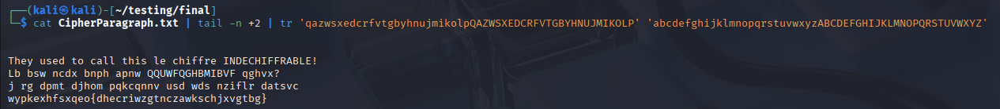 ┌──(kali㉿kali)-[~/testing/final]
└─$ cat CipherParagraph.txt | tail -n +2 | tr 'qazwsxedcrfvtgbyhnujmikolpQAZWSXEDCRFVTGBYHNUJMIKOLP' 'abcdefghijklmnopqrstuvwxyzABCDEFGHIJKLMNOPQRSTUVWXYZ'
They used to call this le chiffre INDECHIFFRABLE!
Lb bsw ncdx bnph apnw QQUWFQGHBMIBVF qghvx?
j rg dpmt djhom pqkcqnnv usd wds nziflr datsvc
wypkexhfsxqeo{dhecriwzgtnczawkschjxvgtbg}